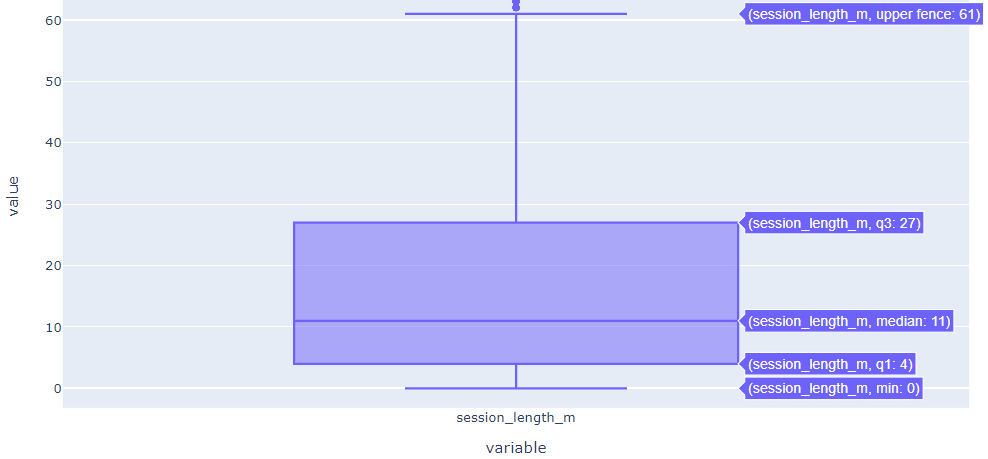 60
(session_length_m, upper fence: 61)
50
40
value
30
(session_length_m, q3: 27)
20
10
(session_length_m, median: 11)
(session_length_m, q1: 4)
0
(session_length_m, min: 0)
session_length_m
variable